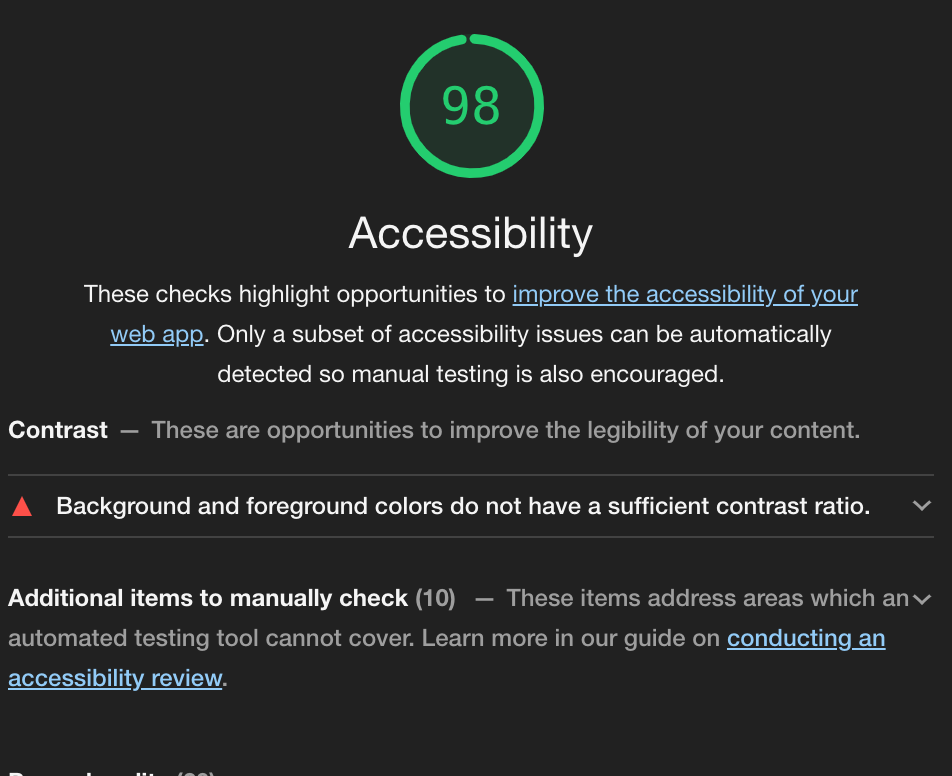 98
Accessibility
These checks highlight opportunities to improve the accessibility of your
web app. Only a subset of accessibility issues can be automatically
detected so manual testing is also encouraged.
Contrast — These are opportunities to improve the legibility of your content.
Background and foreground colors do not have a sufficient contrast ratio.
Additional items to manually check (10) — These items address areas which an
automated testing tool cannot cover. Learn more in our guide on conducting an
accessibility review.